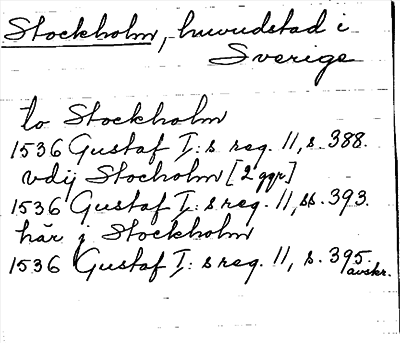 Stockholm, huvudstad i
Sverige
to Stockholm
1536 Gustaf I:s reg. 11, s. 388.
vdij Stocholm [2 ggr]
1536 Gustaf I:s reg. 11, ss. 393.
här j Stockholm
1536 Gustaf I:s reg. 11, s. 395.
avskr.